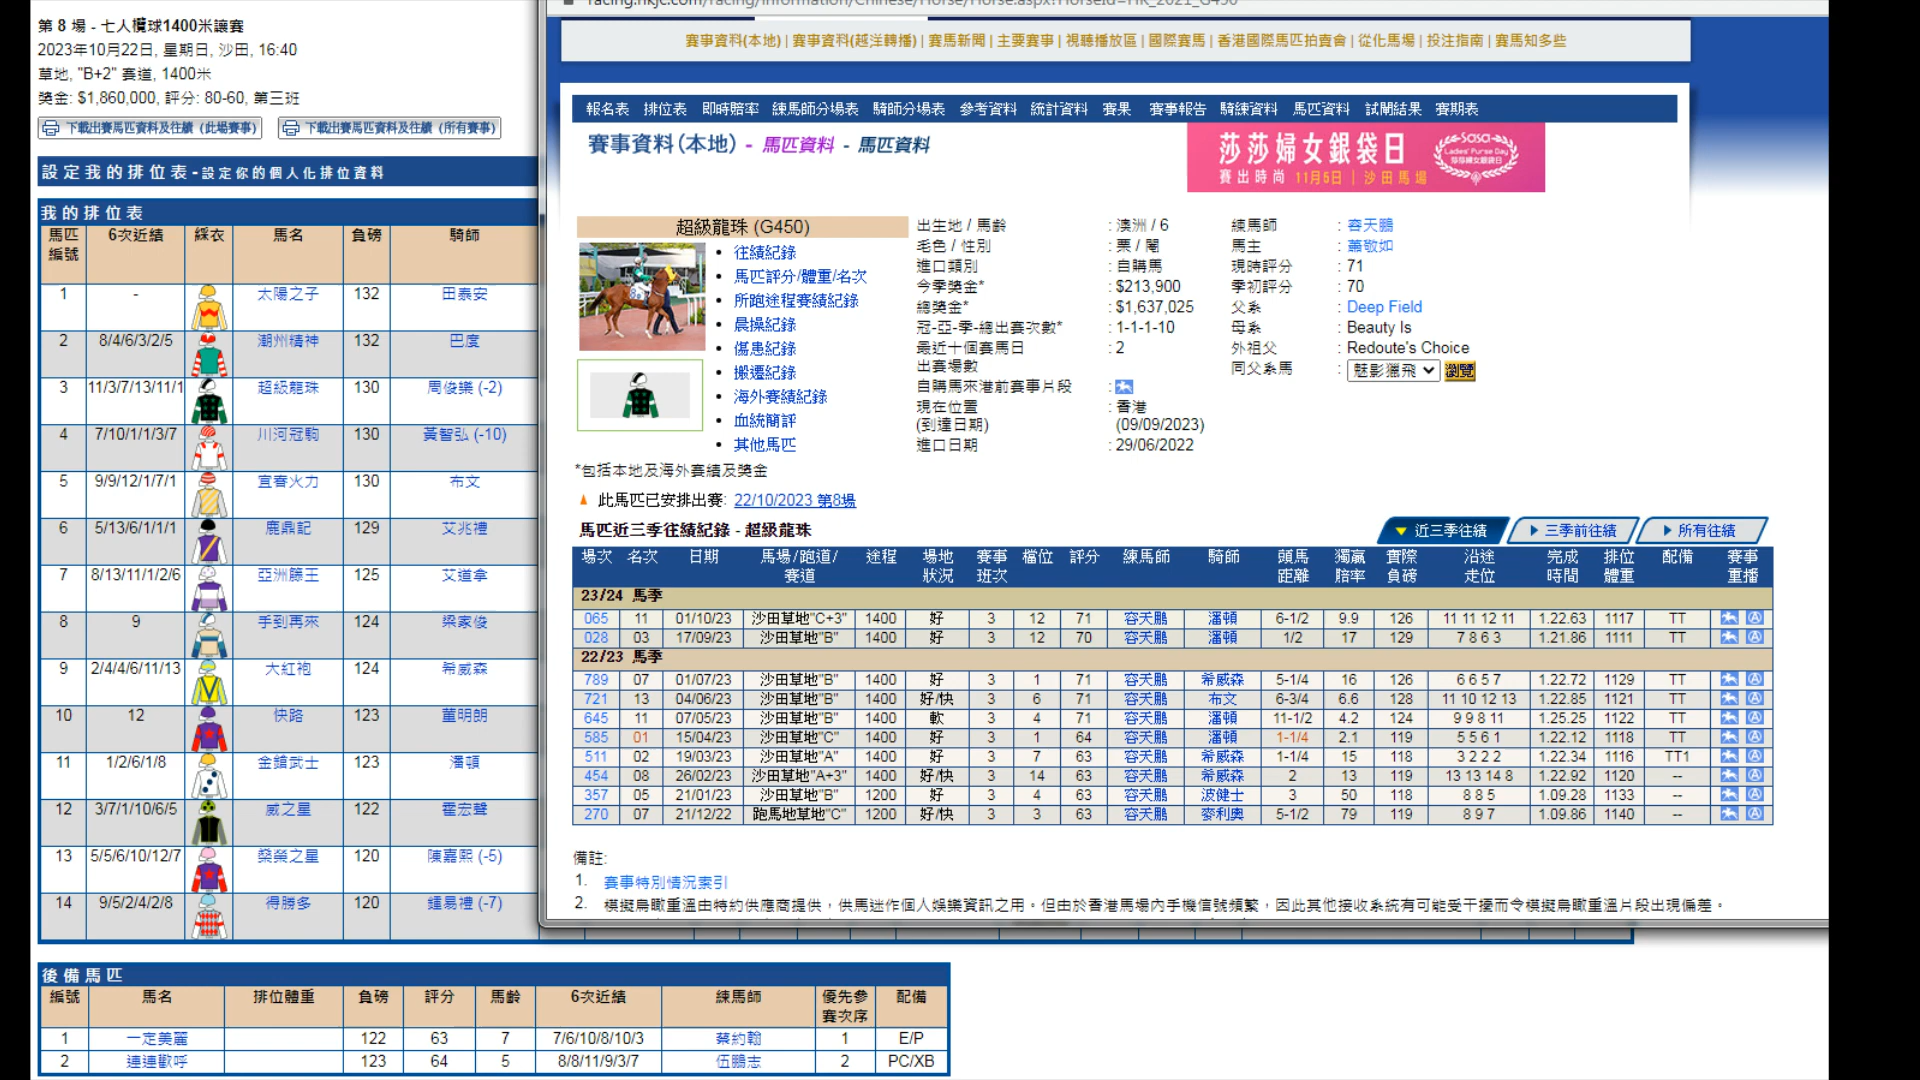 第 8 場 - 七人欖球1400米讓賽
2023年10月22日, 星期日, 沙田, 16:40
草地, "B+2" 賽道, 1400米
獎金: $1,860,000, 評分: 80-60, 第三班
下載出賽馬匹資料及往績 (此場賽事) 下載出賽馬匹資料及往績 (所有賽事)
設定我的排位表-設定你的個人化排位資料
我的排位表
馬匹編號 6次近績 綵衣 馬名 負磅 騎師
1 - 太陽之子 132 田泰安
2 8/4/6/3/2/5 潮州精神 132 巴度
3 11/3/7/13/11/1 超級龍珠 130 周俊樂 (-2)
4 7/10/1/1/3/7 川河冠駒 130 黃智弘 (-10)
5 9/9/12/1/7/1 宜春火力 130 布文
6 5/13/6/1/1/1 鹿鼎記 129 艾兆禮
7 8/13/11/1/2/6 亞洲籐王 125 艾道拿
8 9 手到再來 124 梁家俊
9 2/4/4/6/11/13 大紅袍 124 希威森
10 12 快路 123 董明朗
11 1/2/6/1/8 金鎗武士 123 潘頓
12 3/7/1/10/6/5 威之星 122 霍宏聲
13 5/5/6/10/12/7 燊榮之星 120 陳嘉熙 (-5)
14 9/5/2/4/2/8 得勝多 120 鍾易禮 (-7)
後備馬匹
編號 馬名 排位體重 負磅 評分 馬齡 6次近績 練馬師 優先參賽次序 配備
1 一定美麗 122 63 7 7/6/10/8/10/3 蔡約翰 1 E/P
2 連連歡呼 123 64 5 8/8/11/9/3/7 伍鵬志 2 PC/XB
racing.hkjc.com/racing/information/Chinese/Horse/Horse.aspx?HorseId=HK_2021_G450
賽事資料(本地) | 賽事資料(越洋轉播) | 賽馬新聞 | 主要賽事 | 視聽播放區 | 國際賽馬 | 香港國際馬匹拍賣會 | 從化馬場 | 投注指南 | 賽馬知多些
報名表 排位表 即時賠率 練馬師分場表 騎師分場表 參考資料 統計資料 賽果 賽事報告 騎練資料 馬匹資料 試閘結果 賽期表
賽事資料(本地) - 馬匹資料 - 馬匹資料
莎莎婦女銀袋日
賽出時尚 11月5日 | 沙田馬場
sasa
Ladies' Purse Day
莎莎婦女銀袋日
超級龍珠 (G450)
• 往績紀錄
• 馬匹評分/體重/名次
• 所跑途程賽績紀錄
• 晨操紀錄
• 傷患紀錄
• 搬遷紀錄
• 海外賽績紀錄
• 血統簡評
• 其他馬匹
出生地 / 馬齡 : 澳洲 / 6
毛色 / 性別 : 栗 / 閹
進口類別 : 自購馬
今季獎金* : $213,900
總獎金* : $1,637,025
冠-亞-季-總出賽次數* : 1-1-1-10
最近十個賽馬日
出賽場數 : 2
自購馬來港前賽事片段 :
現在位置 : 香港
(到達日期) (09/09/2023)
進口日期 : 29/06/2022
練馬師 : 容天鵬
馬主 : 蕭敬如
現時評分 : 71
季初評分 : 70
父系 : Deep Field
母系 : Beauty Is
外祖父 : Redoute's Choice
同父系馬 : 魅影獵飛 瀏覽
*包括本地及海外賽績及獎金
此馬匹已安排出賽: 22/10/2023 第8場
馬匹近三季往績紀錄 - 超級龍珠
近三季往績 三季前往績 所有往績
場次 名次 日期 馬場/跑道/賽道 途程 場地狀況 賽事班次 檔位 評分 練馬師 騎師 頭馬距離 獨贏賠率 實際負磅 沿途走位 完成時間 排位體重 配備 賽事重播
23/24 馬季
065 11 01/10/23 沙田草地"C+3" 1400 好 3 12 71 容天鵬 潘頓 6-1/2 9.9 126 11 11 12 11 1.22.63 1117 TT
028 03 17/09/23 沙田草地"B" 1400 好 3 12 70 容天鵬 潘頓 1/2 17 129 7 8 6 3 1.21.86 1111 TT
22/23 馬季
789 07 01/07/23 沙田草地"B" 1400 好 3 1 71 容天鵬 希威森 5-1/4 16 126 6 6 5 7 1.22.72 1129 TT
721 13 04/06/23 沙田草地"B" 1400 好/快 3 6 71 容天鵬 布文 6-3/4 6.6 128 11 10 12 13 1.22.85 1121 TT
645 11 07/05/23 沙田草地"B" 1400 軟 3 4 71 容天鵬 潘頓 11-1/2 4.2 124 9 9 8 11 1.25.25 1122 TT
585 01 15/04/23 沙田草地"C" 1400 好 3 1 64 容天鵬 潘頓 1-1/4 2.1 119 5 5 6 1 1.22.12 1118 TT
511 02 19/03/23 沙田草地"A" 1400 好 3 7 63 容天鵬 希威森 1-1/4 15 118 3 2 2 2 1.22.34 1116 TT1
454 08 26/02/23 沙田草地"A+3" 1400 好/快 3 14 63 容天鵬 希威森 2 13 119 13 13 14 8 1.22.92 1120 --
357 05 21/01/23 沙田草地"B" 1200 好 3 4 63 容天鵬 波健士 3 50 118 8 8 5 1.09.28 1133 --
270 07 21/12/22 跑馬地草地"C" 1200 好/快 3 3 63 容天鵬 麥利奧 5-1/2 79 119 8 9 7 1.09.86 1140 --
備註:
1. 賽事特別情況索引
2. 模擬鳥瞰重溫由特約供應商提供，供馬迷作個人娛樂資訊之用。但由於香港馬場內手機信號頻繁，因此其他接收系統有可能受干擾而令模擬鳥瞰重溫片段出現偏差。